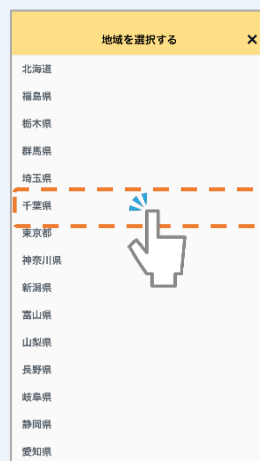 地域を選択する ×
北海道
福島県
栃木県
群馬県
埼玉県
千葉県
東京都
神奈川県
新潟県
富山県
山梨県
長野県
岐阜県
静岡県
愛知県